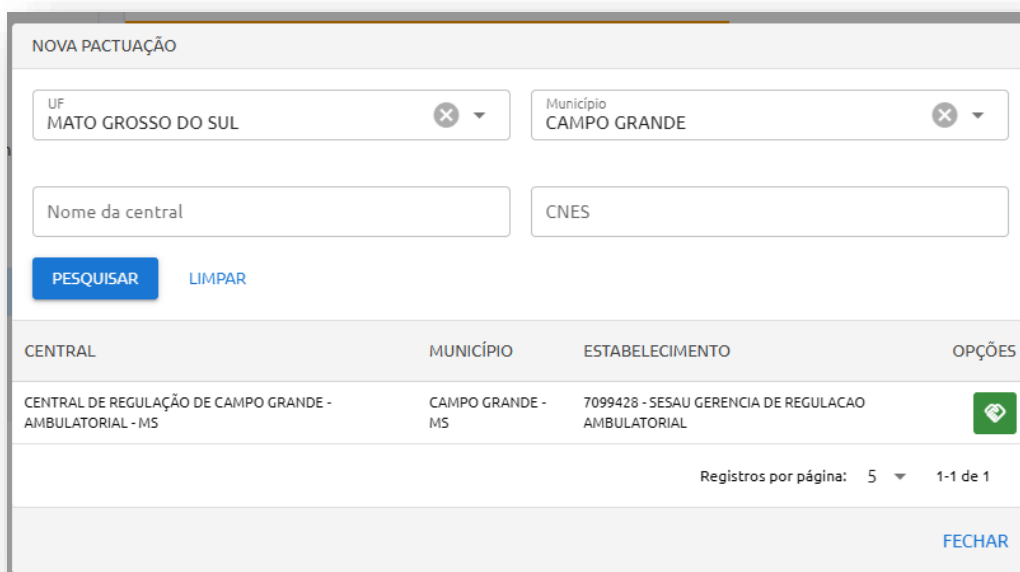 NOVA PACTUAÇÃO
UF
MATO GROSSO DO SUL
Município
CAMPO GRANDE
Nome da central
CNES
PESQUISAR
LIMPAR
CENTRAL MUNICÍPIO ESTABELECIMENTO OPÇÕES
CENTRAL DE REGULAÇÃO DE CAMPO GRANDE -
AMBULATORIAL - MS
CAMPO GRANDE -
MS
7099428 - SESAU GERENCIA DE REGULACAO
AMBULATORIAL
Registros por página: 5 1-1 de 1
FECHAR